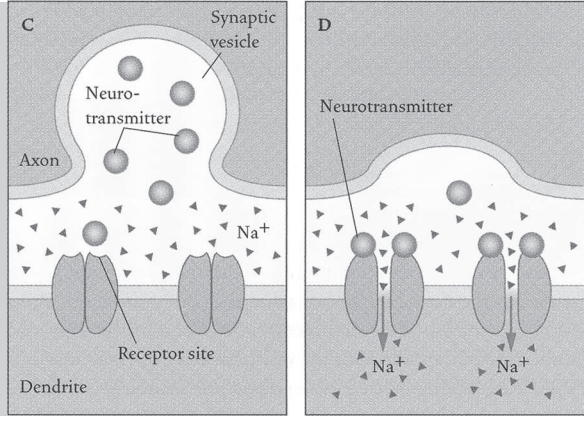 C
Synaptic
vesicle
Neuro-
transmitter
Axon
Na+
Receptor site
Dendrite
D
Neurotransmitter
Na+
Na+